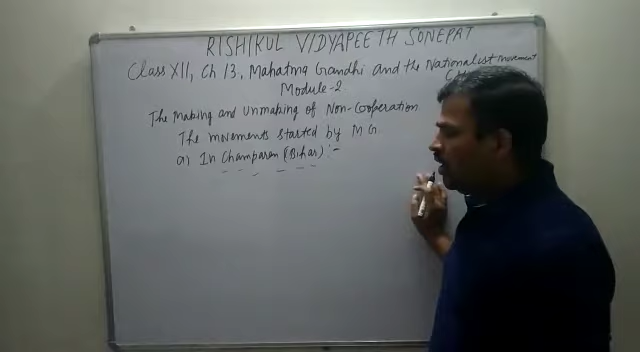 RISHIKUL VIDYAPEETH SONEPAT
Class XII, Ch 13, Mahatma Gandhi and the Nationalist movement
Module-2
The Making and Unmaking of Non-Cooperation
The movements started by M G
a) In Champaran (Bihar) :-